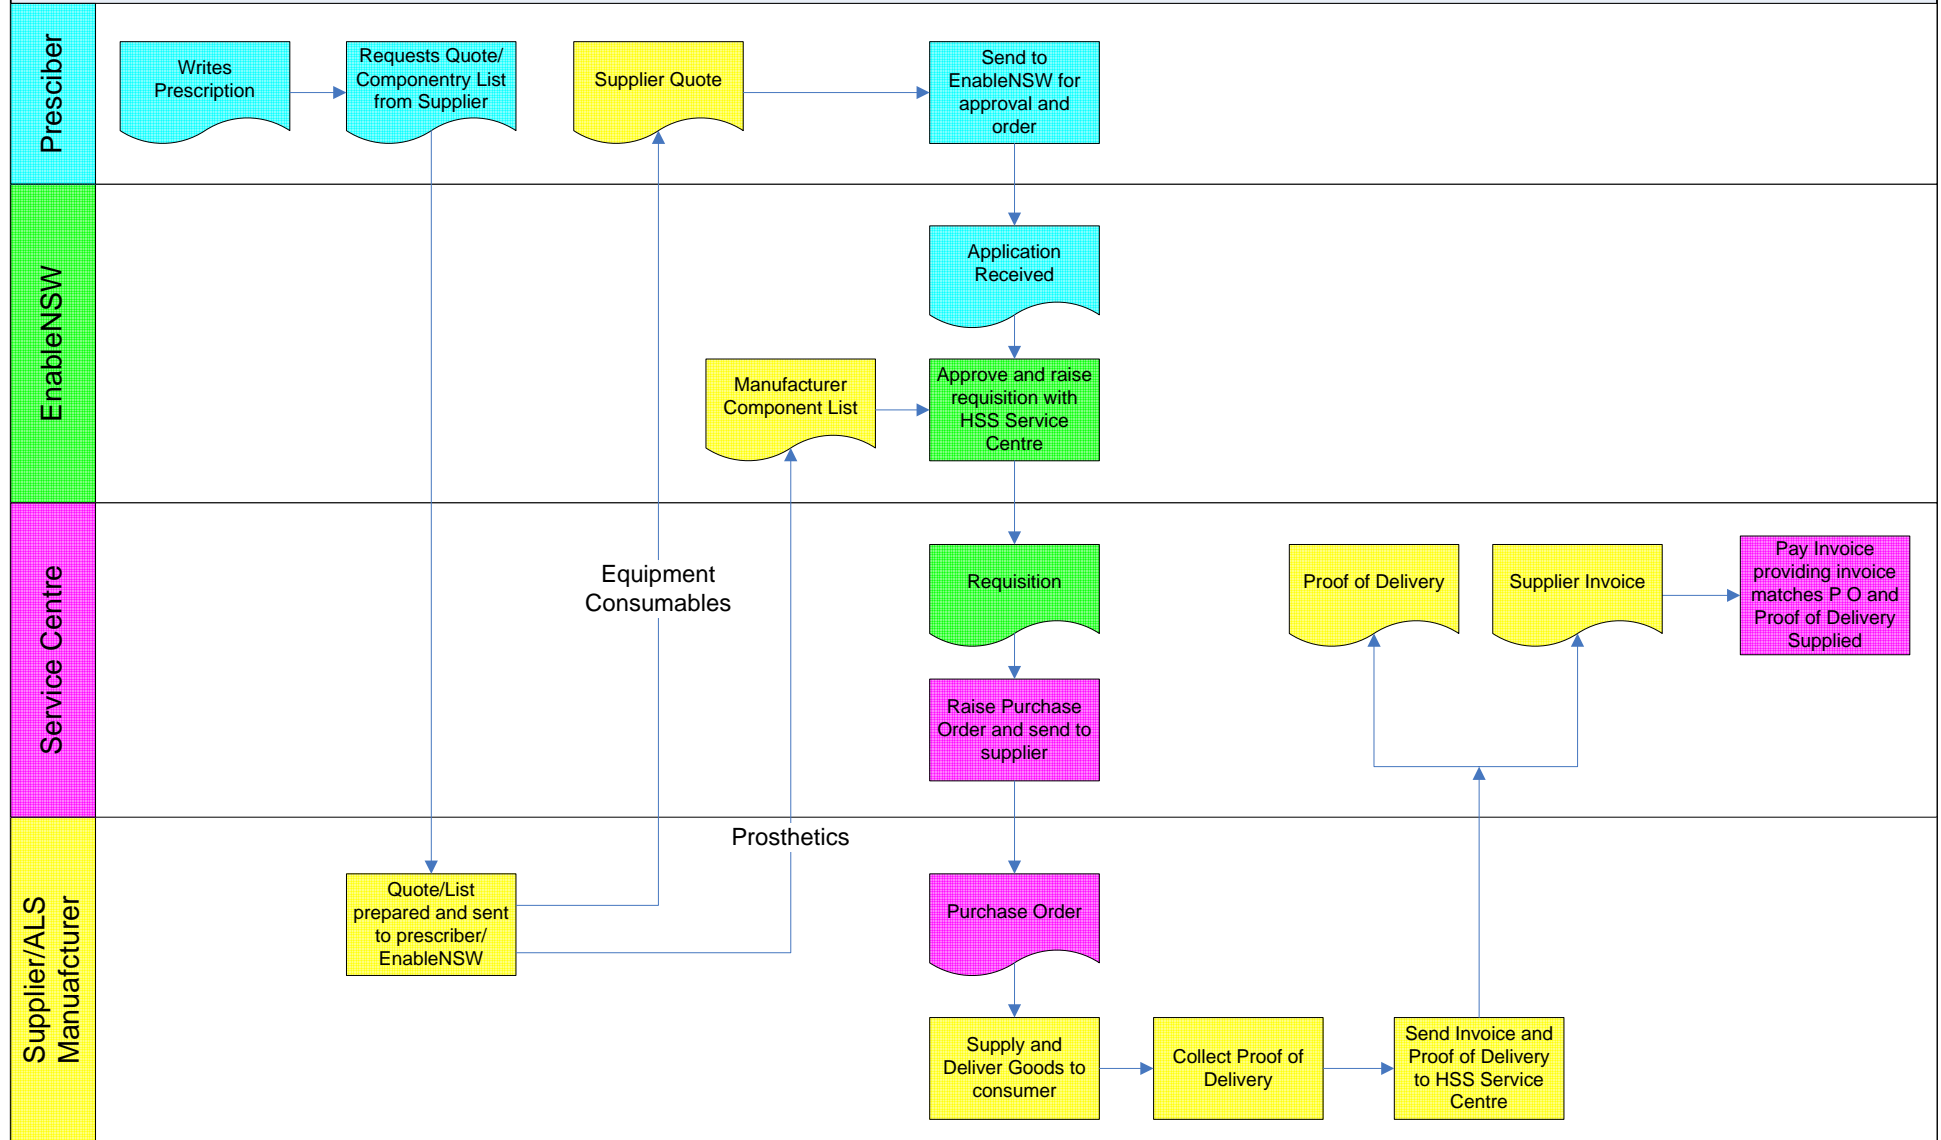 Presciber
Writes
Prescription
Requests Quote/
Componentry List
from Supplier
Supplier Quote
Send to
EnableNSW for
approval and
order
EnableNSW
Application
Received
Manufacturer
Component List
Approve and raise
requisition with
HSS Service
Centre
Service Centre
Equipment
Consumables
Requisition
Proof of Delivery
Supplier Invoice
Pay Invoice
providing invoice
matches P O and
Proof of Delivery
Supplied
Raise Purchase
Order and send to
supplier
Supplier/ALS
Manuafcturer
Prosthetics
Quote/List
prepared and sent
to prescriber/
EnableNSW
Purchase Order
Supply and
Deliver Goods to
consumer
Collect Proof of
Delivery
Send Invoice and
Proof of Delivery
to HSS Service
Centre